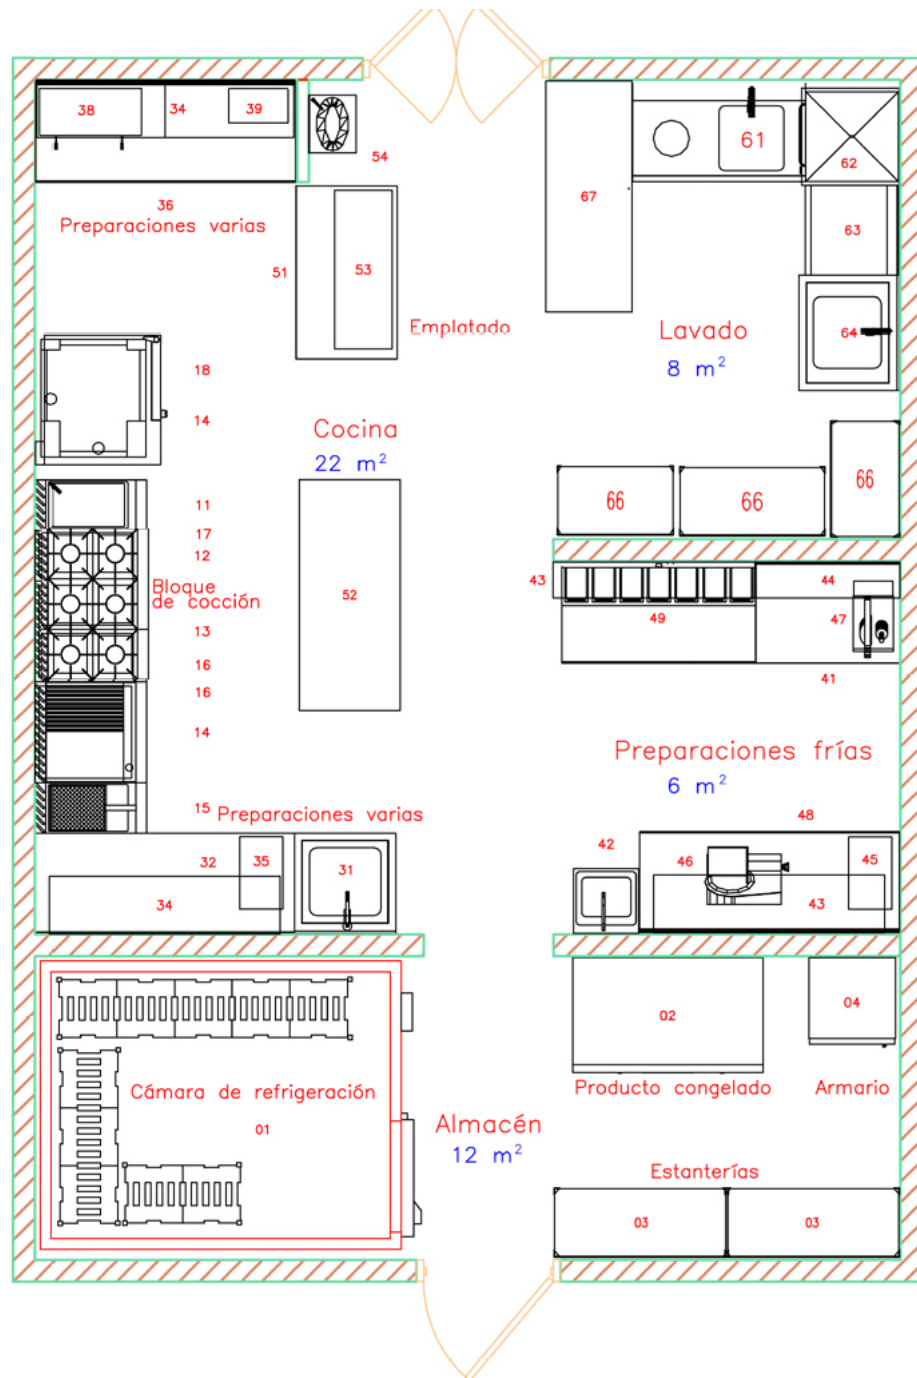 38
34
39
54
61
62
67
63
36
Preparaciones varias
51
53
Emplatado
Lavado
8 m²
64
18
14
Cocina
22 m²
11
17
12
Bloque
de cocción
13
16
16
14
52
66
66
66
43
44
49
47
41
Preparaciones frías
6 m²
15
Preparaciones varias
32
35
31
34
48
42
46
45
43
02
04
Producto congelado
Armario
Cámara de refrigeración
01
Almacén
12 m²
Estanterías
03
03